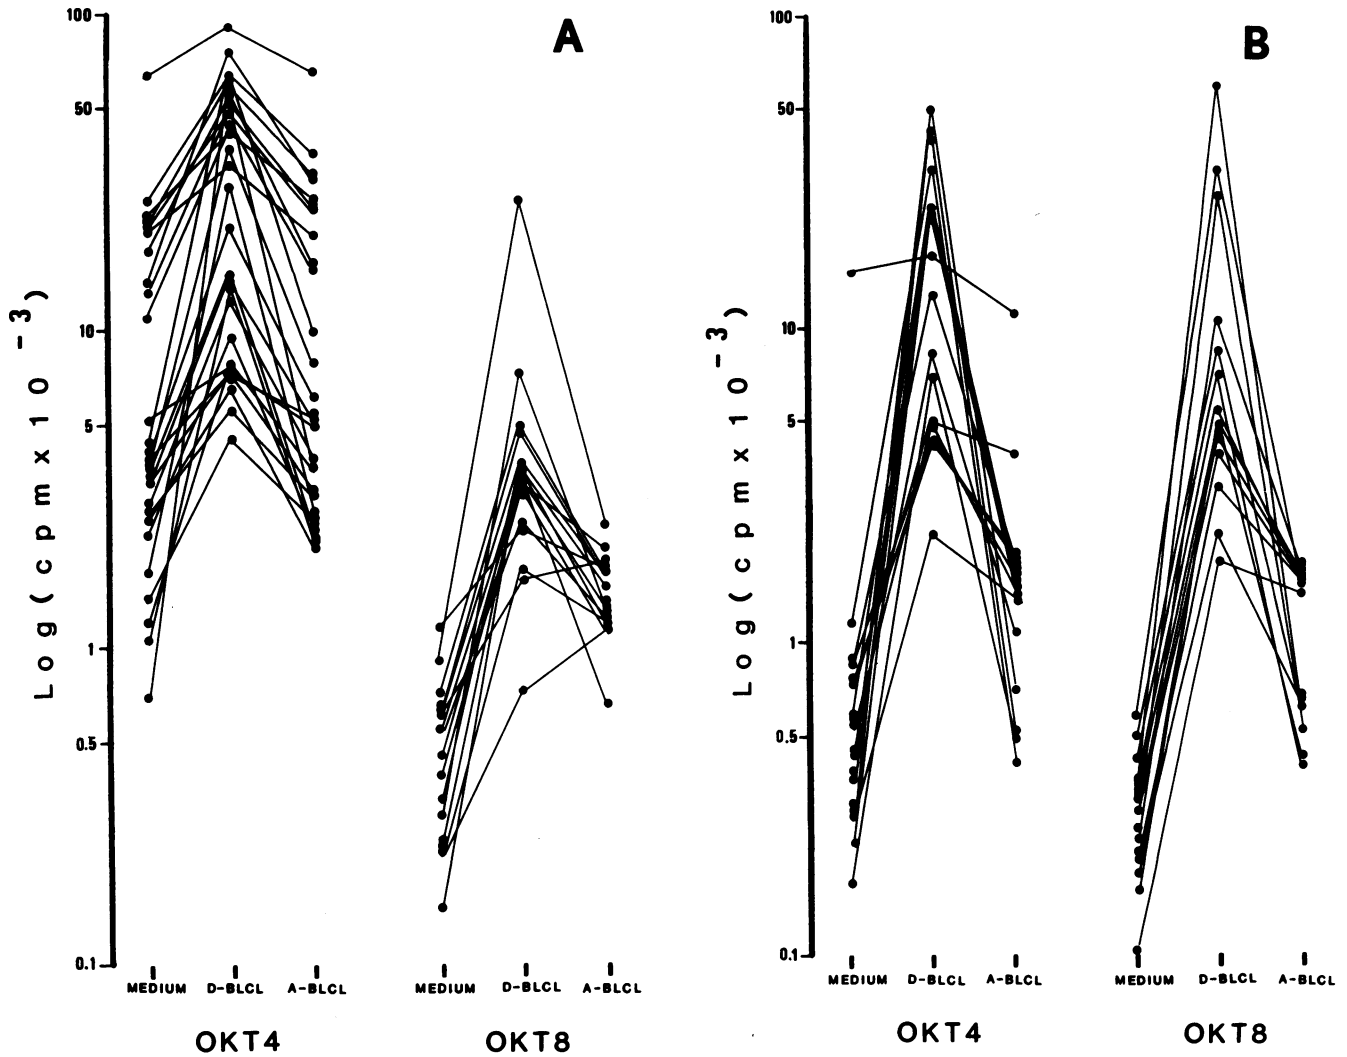 A
100
50
10
5
1
0.5
0.1
Log(cpm x 10 -3)
MEDIUM D-BLCL A-BLCL
MEDIUM D-BLCL A-BLCL
OKT4
OKT8
B
100
50
10
5
1
0.5
0.1
Log(cpm x 10 -3)
MEDIUM D-BLCL A-BLCL
MEDIUM D-BLCL A-BLCL
OKT4
OKT8